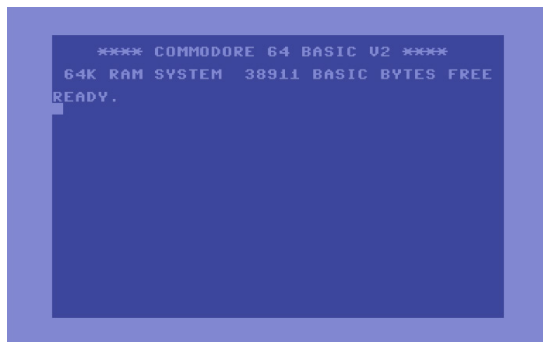 **** COMMODORE 64 BASIC V2 ****
64K RAM SYSTEM  38911 BASIC BYTES FREE
READY.